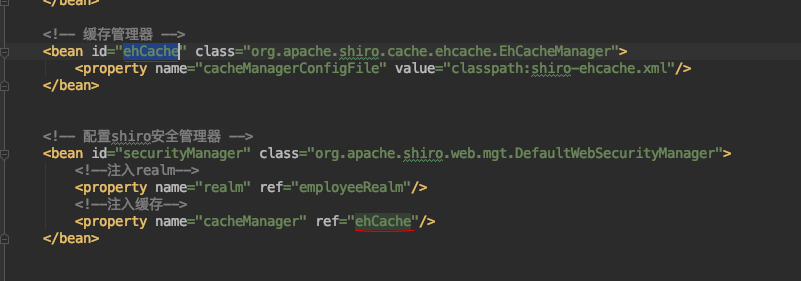 </bean>
<!-- 缓存管理器 -->
<bean id="ehCache" class="org.apache.shiro.cache.ehcache.EhCacheManager">
<property name="cacheManagerConfigFile" value="classpath:shiro-ehcache.xml"/>
</bean>
<!-- 配置shiro安全管理器 -->
<bean id="securityManager" class="org.apache.shiro.web.mgt.DefaultWebSecurityManager">
<!--注入realm-->
<property name="realm" ref="employeeRealm"/>
<!--注入缓存-->
<property name="cacheManager" ref="ehCache"/>
</bean>